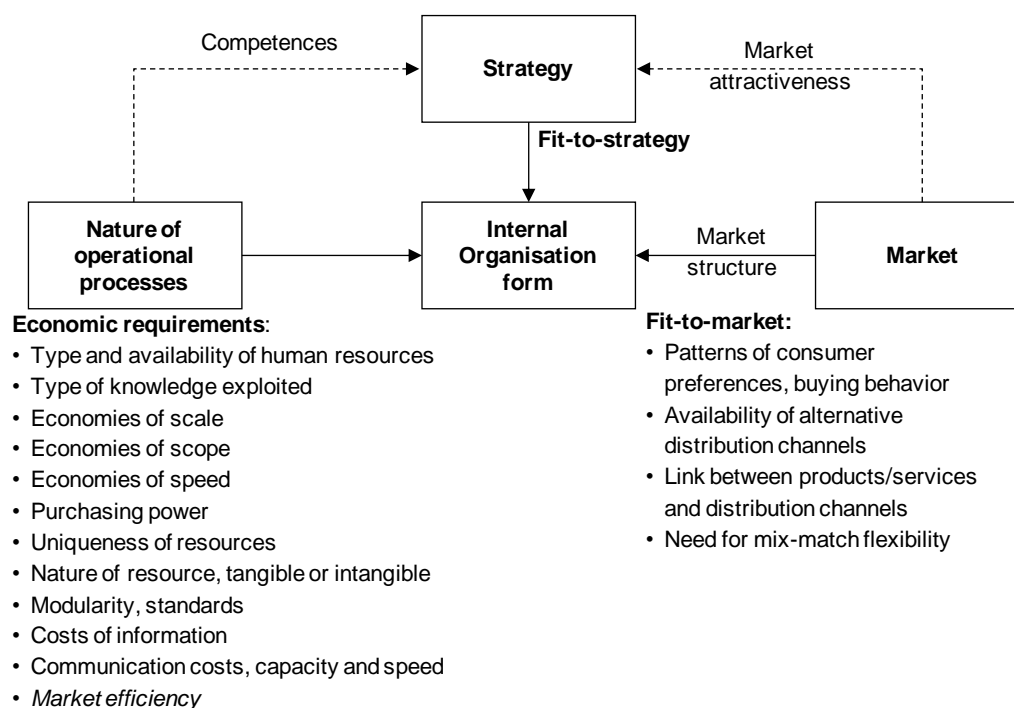 Competences
Strategy
Market
attractiveness
Fit-to-strategy
Nature of
operational
processes
Internal
Organisation
form
Market
structure
Market
Economic requirements:
• Type and availability of human resources
• Type of knowledge exploited
• Economies of scale
• Economies of scope
• Economies of speed
• Purchasing power
• Uniqueness of resources
• Nature of resource, tangible or intangible
• Modularity, standards
• Costs of information
• Communication costs, capacity and speed
• Market efficiency
Fit-to-market:
• Patterns of consumer
preferences, buying behavior
• Availability of alternative
distribution channels
• Link between products/services
and distribution channels
• Need for mix-match flexibility